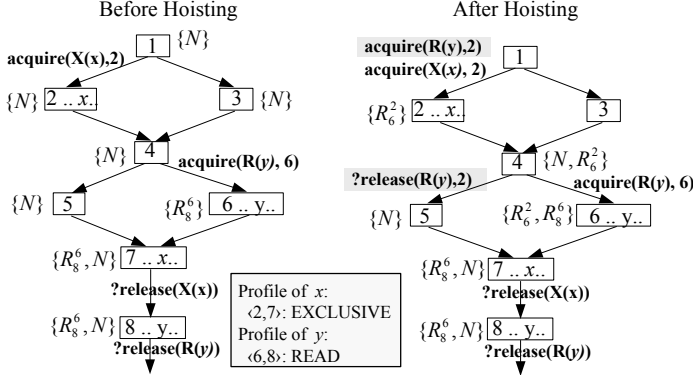 Before Hoisting
After Hoisting
1
{N}
acquire(X(x),2)
{N}
2 .. x..
3
{N}
{N}
4
acquire(R(y), 6)
{N}
5
{R_8^6}
6 .. y..
{R_8^6, N}
7 .. x..
?release(X(x))
{R_8^6, N}
8 .. y..
?release(R(y))
Profile of x:
‹2,7›: EXCLUSIVE
Profile of y:
‹6,8›: READ
acquire(R(y),2)
acquire(X(x), 2)
1
{R_6^2}
2 .. x..
3
4
{N, R_6^2}
?release(R(y),2)
acquire(R(y), 6)
{N}
5
{R_6^2, R_8^6}
6 .. y..
{R_8^6, N}
7 .. x..
?release(X(x))
{R_8^6, N}
8 .. y..
?release(R(y))